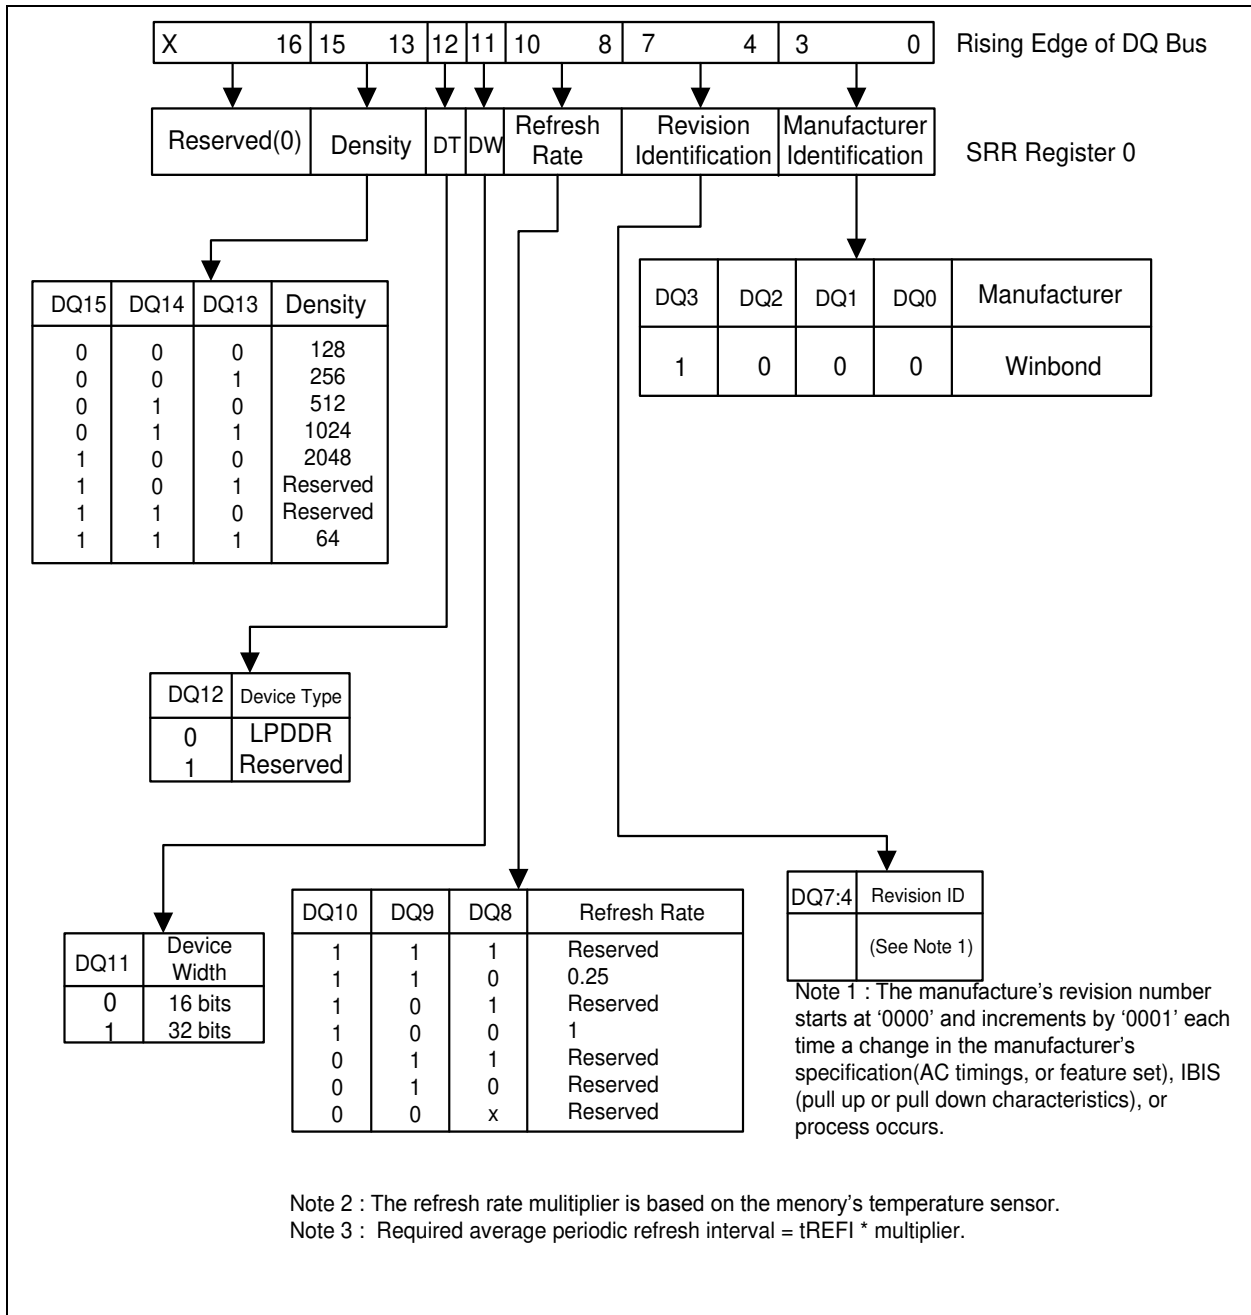 X 16 15 13 12 11 10 8 7 4 3 0 Rising Edge of DQ Bus
Reserved(0) Density DT DW Refresh Rate Revision Identification Manufacturer Identification SRR Register 0
DQ15 DQ14 DQ13 Density
0 0 0 128
0 0 1 256
0 1 0 512
0 1 1 1024
1 0 0 2048
1 0 1 Reserved
1 1 0 Reserved
1 1 1 64
DQ3 DQ2 DQ1 DQ0 Manufacturer
1 0 0 0 Winbond
DQ12 Device Type
0 LPDDR
1 Reserved
DQ11 Device Width
0 16 bits
1 32 bits
DQ10 DQ9 DQ8 Refresh Rate
1 1 1 Reserved
1 1 0 0.25
1 0 1 Reserved
1 0 0 1
0 1 1 Reserved
0 1 0 Reserved
0 0 x Reserved
DQ7:4 Revision ID
(See Note 1)
Note 1 : The manufacture's revision number
starts at ‘0000’ and increments by ‘0001’ each
time a change in the manufacturer's
specification(AC timings, or feature set), IBIS
(pull up or pull down characteristics), or
process occurs.
Note 2 : The refresh rate mulitiplier is based on the menory's temperature sensor.
Note 3 : Required average periodic refresh interval = tREFI * multiplier.